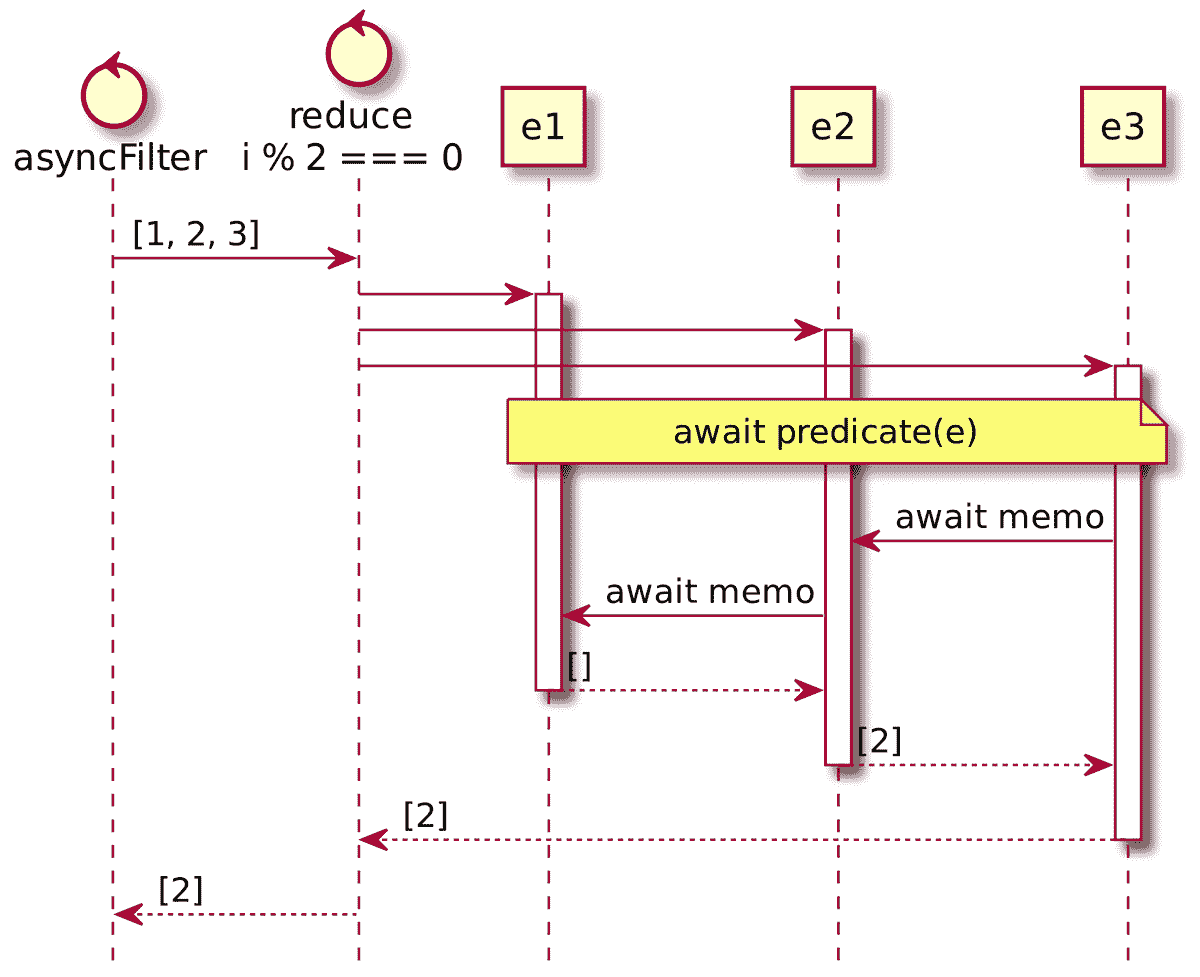 asyncFilter
reduce
i % 2 === 0
e1
e2
e3
[1, 2, 3]
await predicate(e)
await memo
await memo
[]
[2]
[2]
[2]